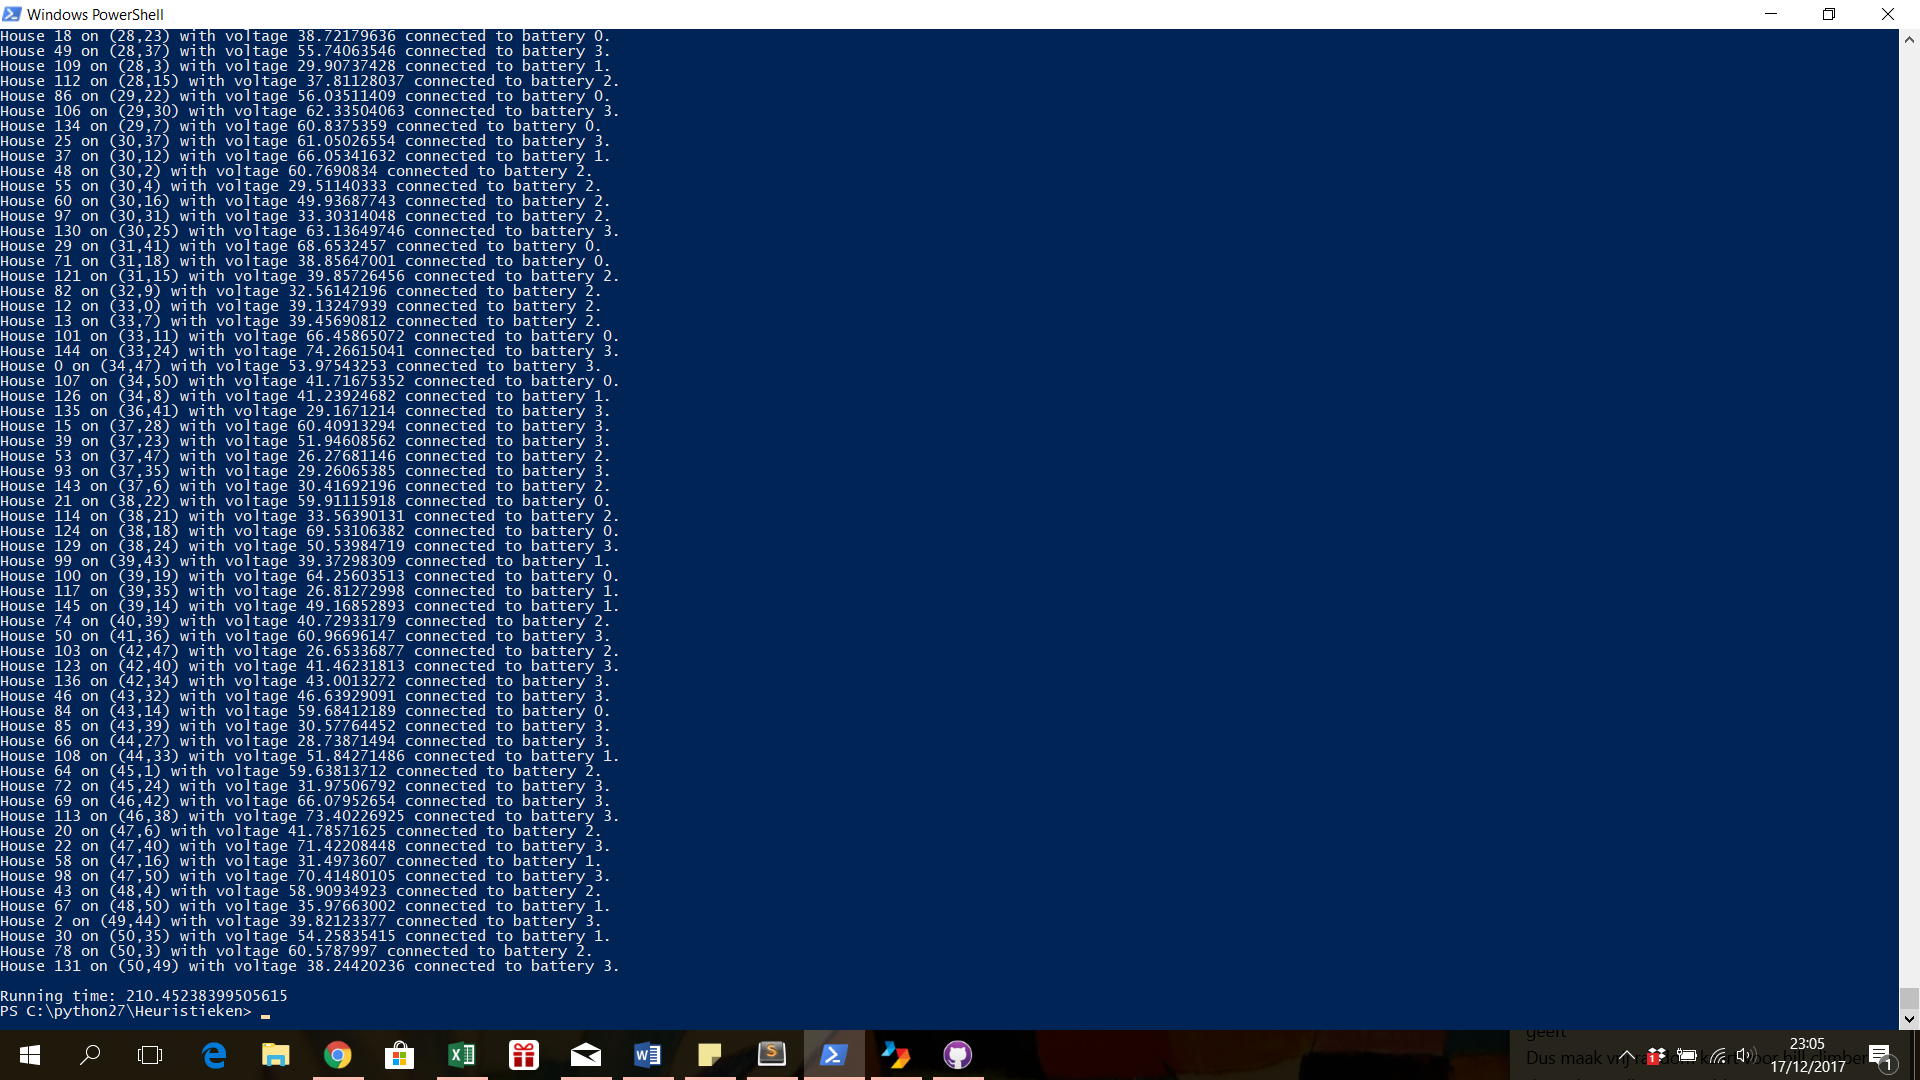 Windows PowerShell
House 18 on (28,23) with voltage 38.72179636 connected to battery 0.
House 49 on (28,37) with voltage 55.74063546 connected to battery 3.
House 109 on (28,3) with voltage 29.90737428 connected to battery 1.
House 112 on (28,15) with voltage 37.81128037 connected to battery 2.
House 86 on (29,22) with voltage 56.03511409 connected to battery 0.
House 106 on (29,30) with voltage 62.33504063 connected to battery 3.
House 134 on (29,7) with voltage 60.8375359 connected to battery 0.
House 25 on (30,37) with voltage 61.05026554 connected to battery 3.
House 37 on (30,12) with voltage 66.05341632 connected to battery 1.
House 48 on (30,2) with voltage 60.7690834 connected to battery 2.
House 55 on (30,4) with voltage 29.51140333 connected to battery 2.
House 60 on (30,16) with voltage 49.93687743 connected to battery 2.
House 97 on (30,31) with voltage 33.30314048 connected to battery 2.
House 130 on (30,25) with voltage 63.13649746 connected to battery 3.
House 29 on (31,41) with voltage 68.6532457 connected to battery 0.
House 71 on (31,18) with voltage 38.85647001 connected to battery 0.
House 121 on (31,15) with voltage 39.85726456 connected to battery 2.
House 82 on (32,9) with voltage 32.56142196 connected to battery 2.
House 12 on (33,0) with voltage 39.13247939 connected to battery 2.
House 13 on (33,7) with voltage 39.45690812 connected to battery 2.
House 101 on (33,11) with voltage 66.45865072 connected to battery 0.
House 144 on (33,24) with voltage 74.26615041 connected to battery 3.
House 0 on (34,47) with voltage 53.97543253 connected to battery 3.
House 107 on (34,50) with voltage 41.71675352 connected to battery 0.
House 126 on (34,8) with voltage 41.23924682 connected to battery 1.
House 135 on (36,41) with voltage 29.1671214 connected to battery 3.
House 15 on (37,28) with voltage 60.40913294 connected to battery 3.
House 39 on (37,23) with voltage 51.94608562 connected to battery 3.
House 53 on (37,47) with voltage 26.27681146 connected to battery 2.
House 93 on (37,35) with voltage 29.26065385 connected to battery 3.
House 143 on (37,6) with voltage 30.41692196 connected to battery 2.
House 21 on (38,22) with voltage 59.91115918 connected to battery 0.
House 114 on (38,21) with voltage 33.56390131 connected to battery 2.
House 124 on (38,18) with voltage 69.53106382 connected to battery 0.
House 129 on (38,24) with voltage 50.53984719 connected to battery 3.
House 99 on (39,43) with voltage 39.37298309 connected to battery 1.
House 100 on (39,19) with voltage 64.25603513 connected to battery 0.
House 117 on (39,35) with voltage 26.81272998 connected to battery 1.
House 145 on (39,14) with voltage 49.16852893 connected to battery 1.
House 74 on (40,39) with voltage 40.72933179 connected to battery 2.
House 50 on (41,36) with voltage 60.96696147 connected to battery 3.
House 103 on (42,47) with voltage 26.65336877 connected to battery 2.
House 123 on (42,40) with voltage 41.46231813 connected to battery 3.
House 136 on (42,34) with voltage 43.0013272 connected to battery 3.
House 46 on (43,32) with voltage 46.63929091 connected to battery 3.
House 84 on (43,14) with voltage 59.68412189 connected to battery 0.
House 85 on (43,39) with voltage 30.57764452 connected to battery 3.
House 66 on (44,27) with voltage 28.73871494 connected to battery 3.
House 108 on (44,33) with voltage 51.84271486 connected to battery 1.
House 64 on (45,1) with voltage 59.63813712 connected to battery 2.
House 72 on (45,24) with voltage 31.97506792 connected to battery 3.
House 69 on (46,42) with voltage 66.07952654 connected to battery 3.
House 113 on (46,38) with voltage 73.40226925 connected to battery 3.
House 20 on (47,6) with voltage 41.78571625 connected to battery 2.
House 22 on (47,40) with voltage 71.42208448 connected to battery 3.
House 58 on (47,16) with voltage 31.4973607 connected to battery 1.
House 98 on (47,50) with voltage 70.41480105 connected to battery 3.
House 43 on (48,4) with voltage 58.90934923 connected to battery 2.
House 67 on (48,50) with voltage 35.97663002 connected to battery 1.
House 2 on (49,44) with voltage 39.82123377 connected to battery 3.
House 30 on (50,35) with voltage 54.25835415 connected to battery 1.
House 78 on (50,3) with voltage 60.5787997 connected to battery 2.
House 131 on (50,49) with voltage 38.24420236 connected to battery 3.
Running time: 210.45238399505615
PS C:\python27\Heuristieken> _
geeft
Dus maak vrij
23:05
17/12/2017
1